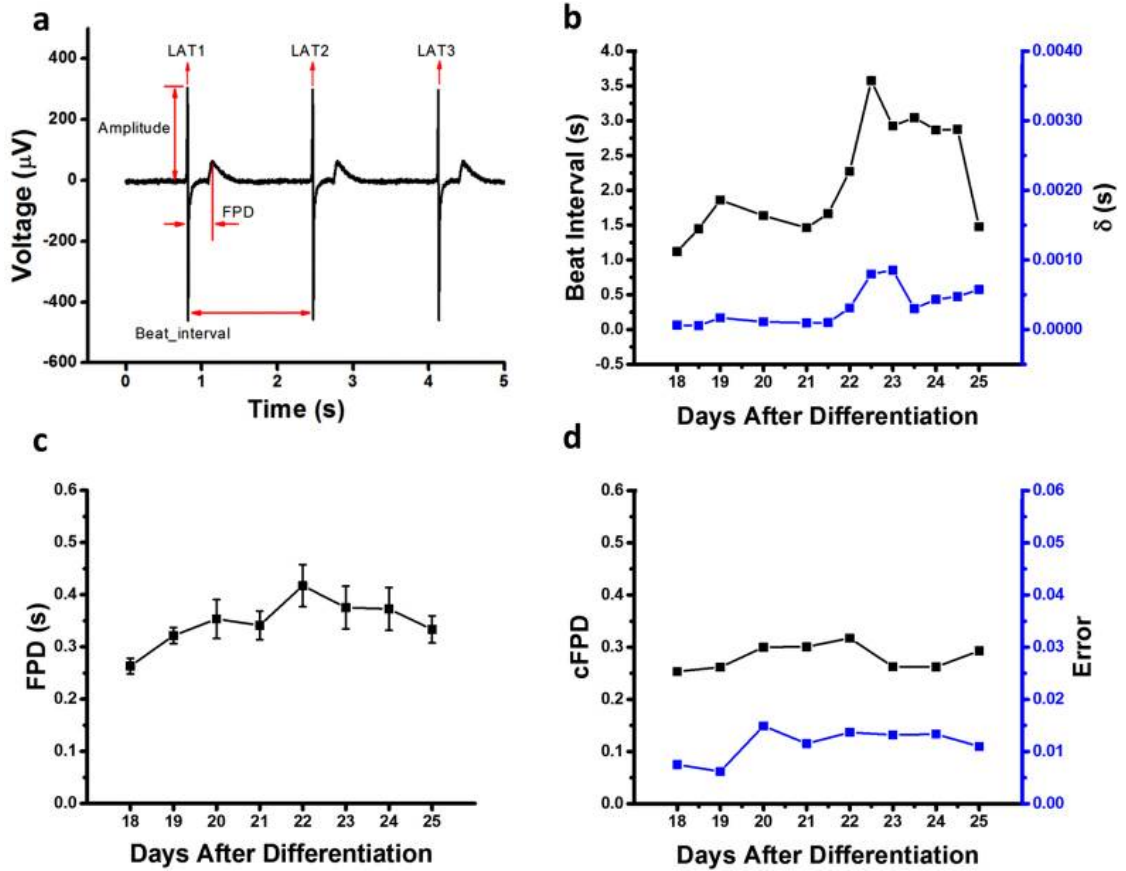 a
400
200
0
-200
-400
-600
Voltage (μV)
LAT1
LAT2
LAT3
Amplitude
FPD
Beat_interval
0 1 2 3 4 5
Time (s)
b
4.0
3.5
3.0
2.5
2.0
1.5
1.0
0.5
0.0
-0.5
Beat Interval (s)
0.0040
0.0030
0.0020
0.0010
0.0000
δ (s)
18 19 20 21 22 23 24 25
Days After Differentiation
c
0.6
0.5
0.4
0.3
0.2
0.1
0.0
FPD (s)
18 19 20 21 22 23 24 25
Days After Differentiation
d
0.6
0.5
0.4
0.3
0.2
0.1
0.0
cFPD
0.06
0.05
0.04
0.03
0.02
0.01
0.00
Error
18 19 20 21 22 23 24 25
Days After Differentiation